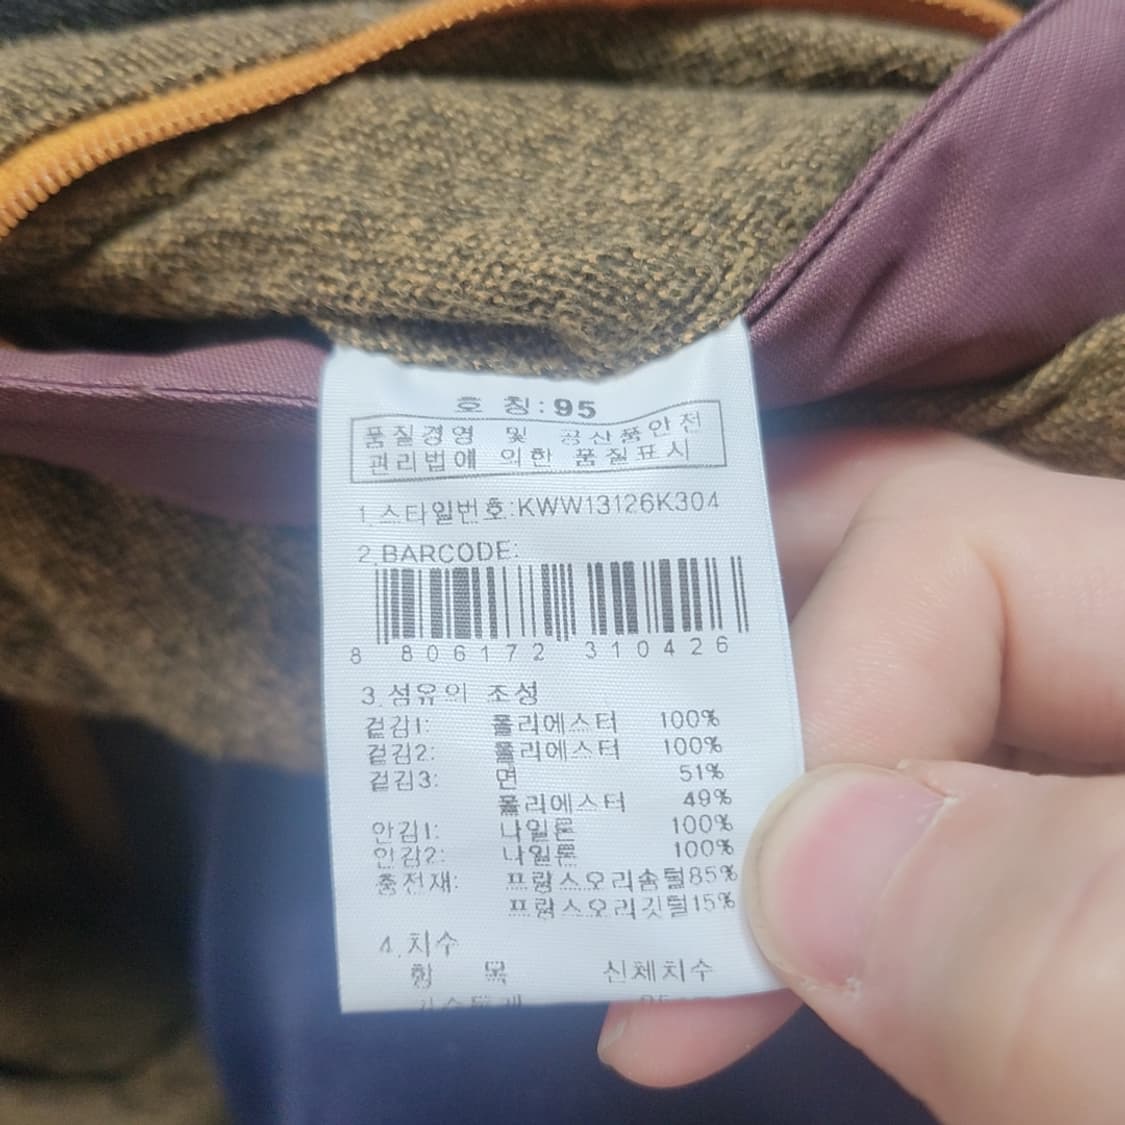 호 칭: 95
품질경영 및 공산품안전
관리법에 의한 품질표시
1.스타일번호:KWW13126K304
2.BARCODE:
8 806172 310426
3.섬유의 조성
겉감1: 폴리에스터 100%
겉감2: 폴리에스터 100%
겉감3: 면 51%
폴리에스터 49%
안감1: 나일론 100%
안감2: 나일론 100%
충전재: 프랑스오리솜털85%
프랑스오리깃털15%
4.치수
항 목 신체치수